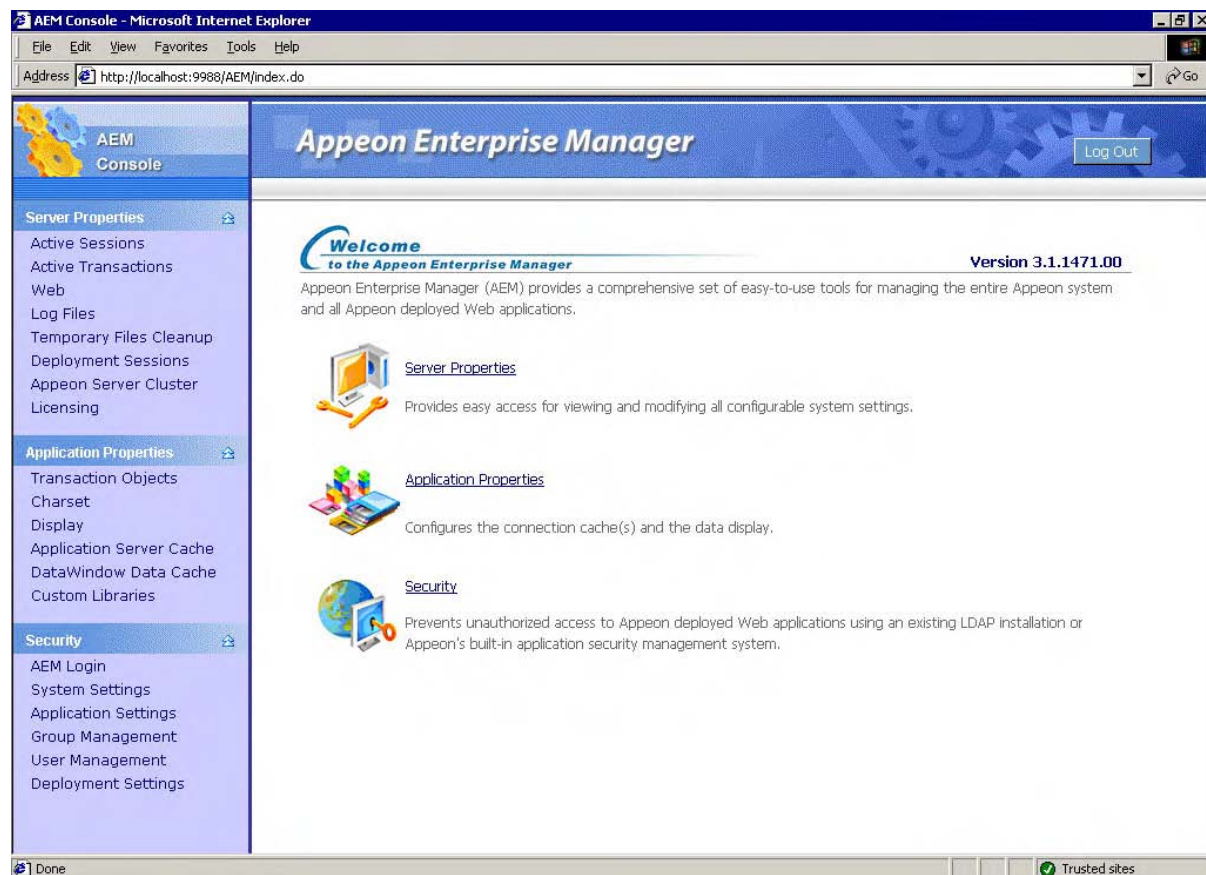 AEM Console - Microsoft Internet Explorer
File Edit View Favorites Tools Help
Address http://localhost:9988/AEM/index.do Go
AEM
Console
Appeon Enterprise Manager
Log Out
Server Properties
Active Sessions
Active Transactions
Web
Log Files
Temporary Files Cleanup
Deployment Sessions
Appeon Server Cluster
Licensing
Application Properties
Transaction Objects
Charset
Display
Application Server Cache
DataWindow Data Cache
Custom Libraries
Security
AEM Login
System Settings
Application Settings
Group Management
User Management
Deployment Settings
Welcome
to the Appeon Enterprise Manager
Version 3.1.1471.00
Appeon Enterprise Manager (AEM) provides a comprehensive set of easy-to-use tools for managing the entire Appeon system
and all Appeon deployed Web applications.
Server Properties
Provides easy access for viewing and modifying all configurable system settings.
Application Properties
Configures the connection cache(s) and the data display.
Security
Prevents unauthorized access to Appeon deployed Web applications using an existing LDAP installation or
Appeon's built-in application security management system.
Done
Trusted sites